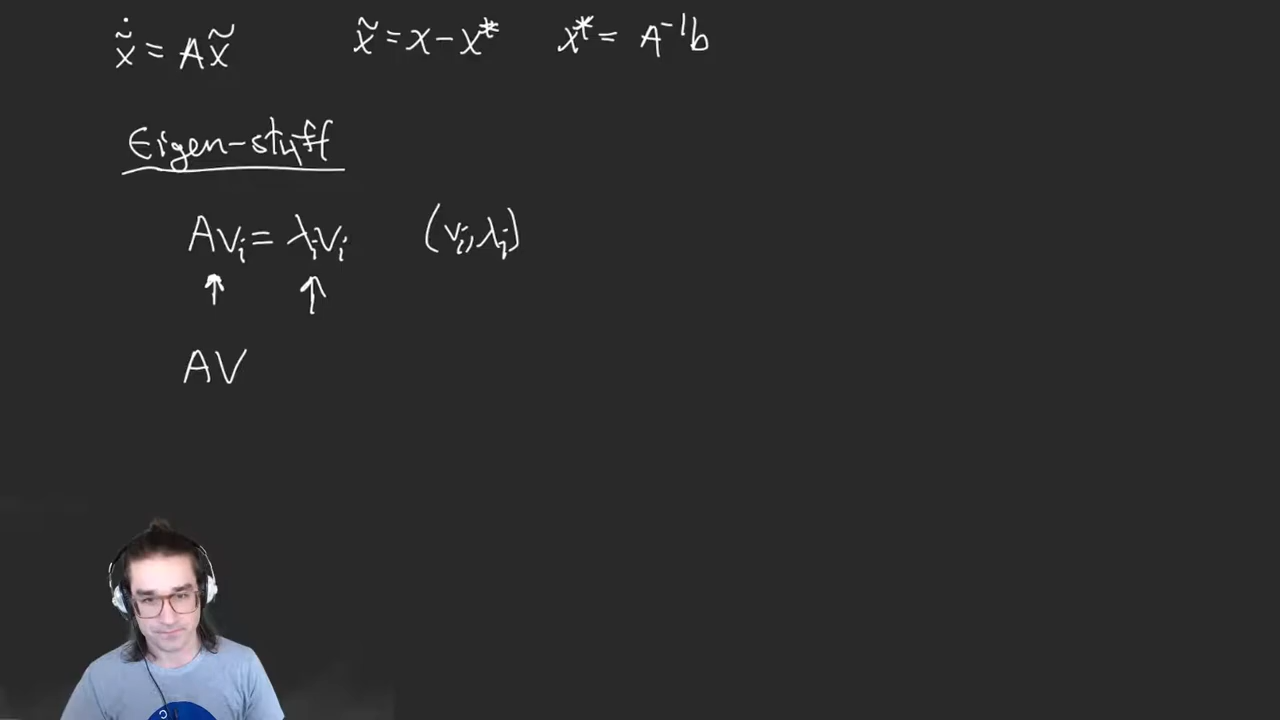 ẋ̃ = Ax̃    x̃ = x − x*    x* = A⁻¹b
Eigen-stuff
Avᵢ = λᵢvᵢ    (vᵢ, λᵢ)
↑ ↑
AV